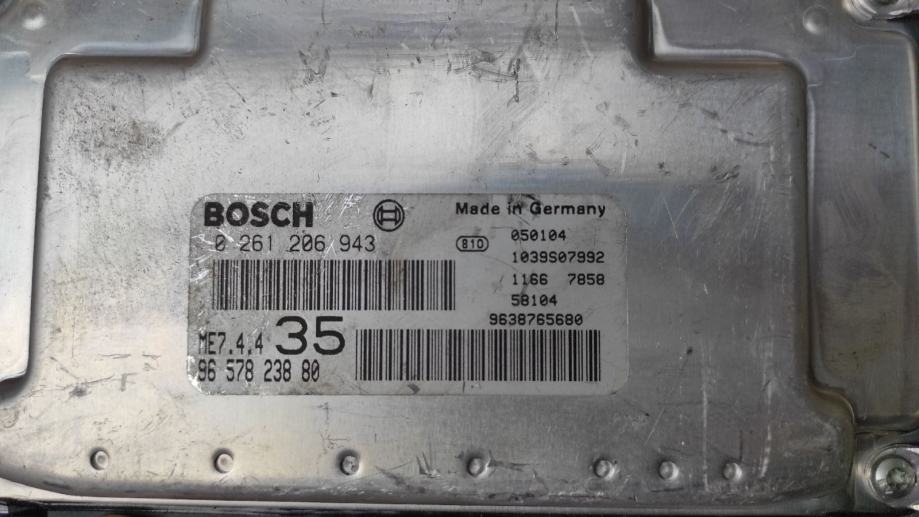 BOSCH
Made in Germany
0 261 206 943
810
050104
1039S07992
1166 7858
58104
9638765680
ME7.4.4 35
96 578 238 80